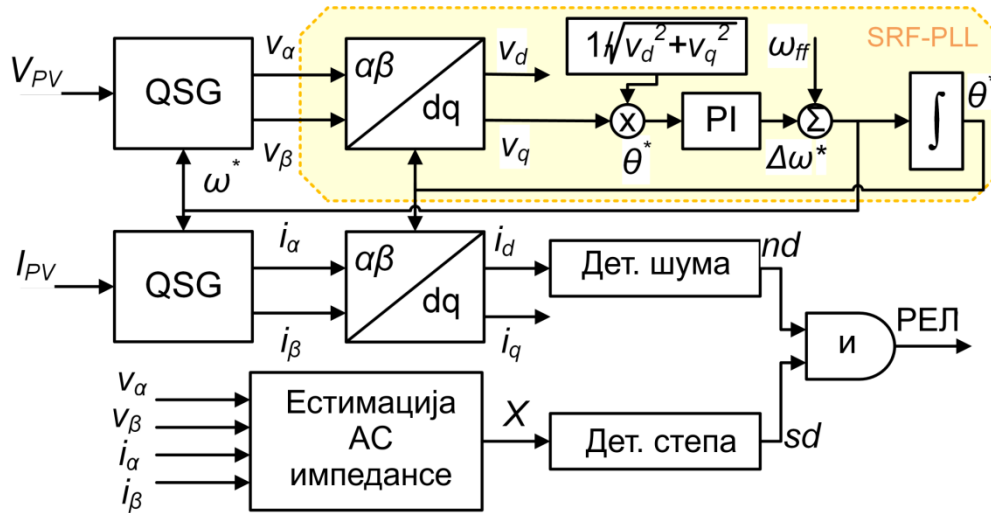 SRF-PLL
V_PV
QSG
v_α
v_β
αβ
dq
v_d
v_q
1/√v_d²+v_q²
x
θ*
PI
ω_ff
Σ
Δω*
∫
θ*
ω*
I_PV
QSG
i_α
i_β
αβ
dq
i_d
i_q
Дет. шума
nd
и
РЕЛ
v_α
v_β
i_α
i_β
Естимација
АС
импедансе
X
Дет. степа
sd